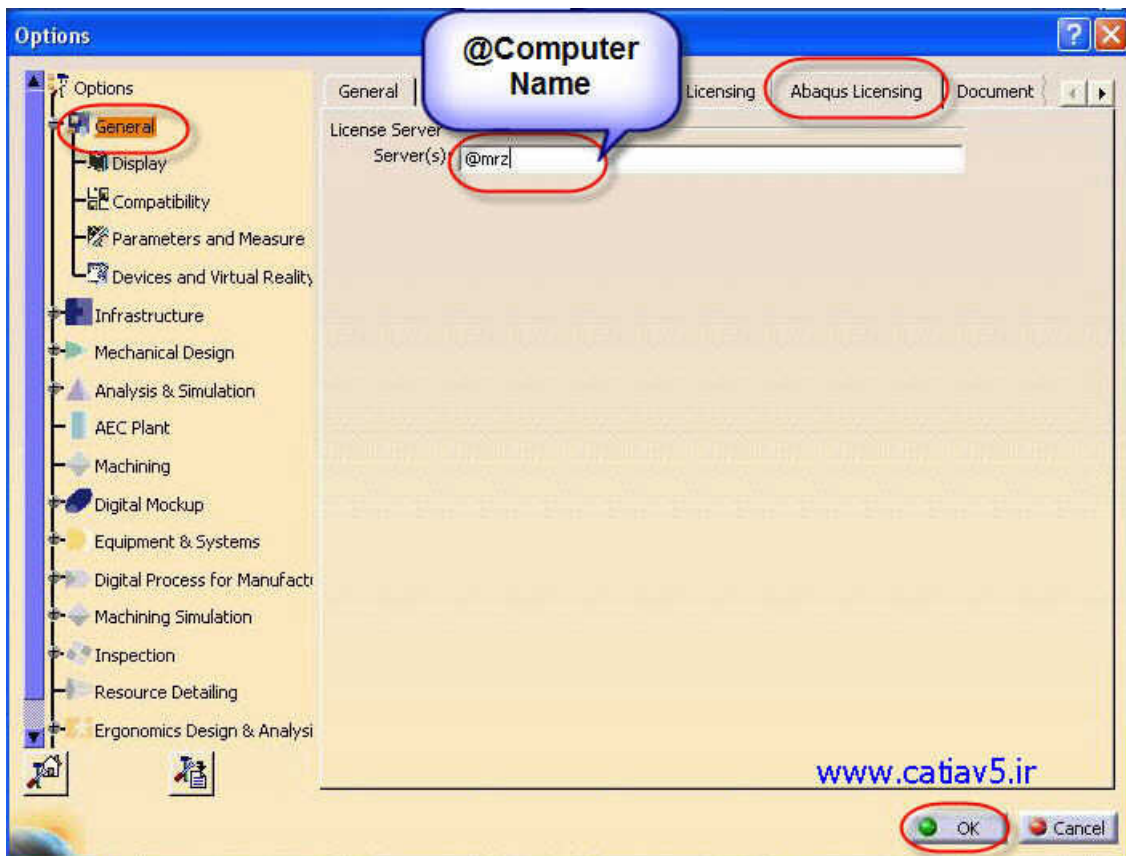 Options
@Computer
Name
Options
General
Display
Compatibility
Parameters and Measure
Devices and Virtual Reality
Infrastructure
Mechanical Design
Analysis & Simulation
AEC Plant
Machining
Digital Mockup
Equipment & Systems
Digital Process for Manufactu
Machining Simulation
Inspection
Resource Detailing
Ergonomics Design & Analysi
General Licensing Abaqus Licensing Document
License Server
Server(s): @mrz
www.catiav5.ir
OK Cancel